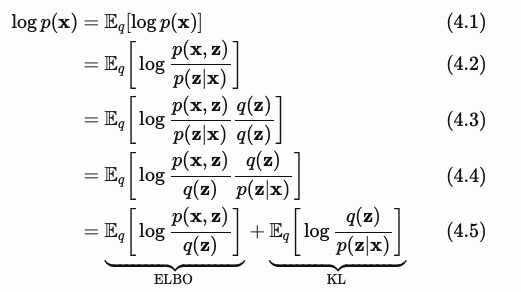 log p(x) = 𝔼_q[log p(x)] (4.1)
= 𝔼_q[ log p(x, z) / p(z|x) ] (4.2)
= 𝔼_q[ log p(x, z) / p(z|x) q(z) / q(z) ] (4.3)
= 𝔼_q[ log p(x, z) / q(z) q(z) / p(z|x) ] (4.4)
= 𝔼_q[ log p(x, z) / q(z) ] + 𝔼_q[ log q(z) / p(z|x) ] (4.5)
ELBO KL